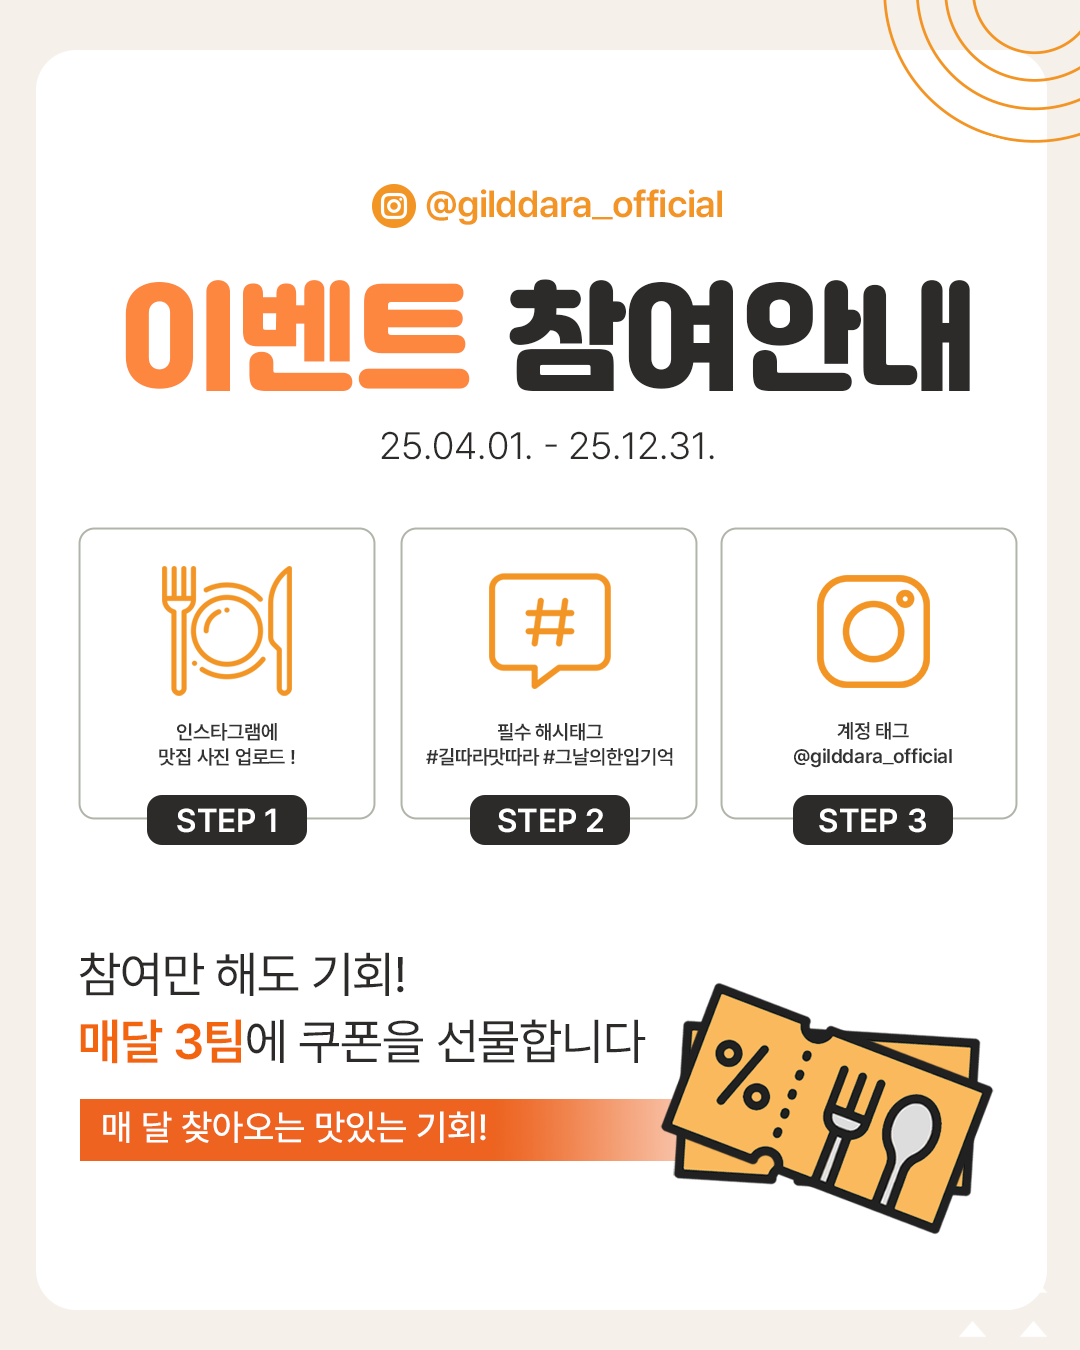 @gilddara_official
이벤트 참여안내
25.04.01. - 25.12.31.
인스타그램에
맛집 사진 업로드 !
STEP 1
필수 해시태그
#길따라맛따라 #그날의한입기억
STEP 2
계정 태그
@gilddara_official
STEP 3
참여만 해도 기회!
매달 3팀에 쿠폰을 선물합니다
매 달 찾아오는 맛있는 기회!
%